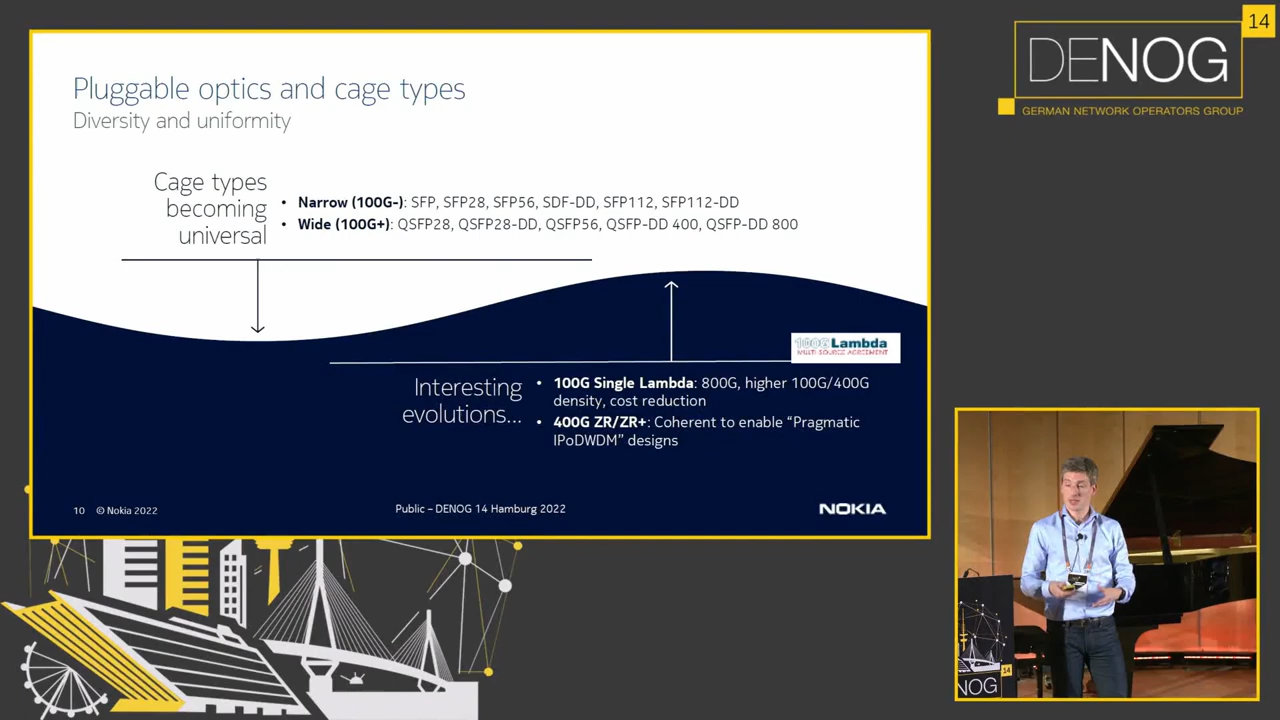 14
DENOG
GERMAN NETWORK OPERATORS GROUP
Pluggable optics and cage types
Diversity and uniformity
Cage types
becoming
universal
• Narrow (100G-): SFP, SFP28, SFP56, SDF-DD, SFP112, SFP112-DD
• Wide (100G+): QSFP28, QSFP28-DD, QSFP56, QSFP-DD 400, QSFP-DD 800
100G Lambda
MULTI-SOURCE AGREEMENT
Interesting
evolutions...
• 100G Single Lambda: 800G, higher 100G/400G
density, cost reduction
• 400G ZR/ZR+: Coherent to enable “Pragmatic
IPoDWDM” designs
10 © Nokia 2022
Public – DENOG 14 Hamburg 2022
NOKIA
14
NOG